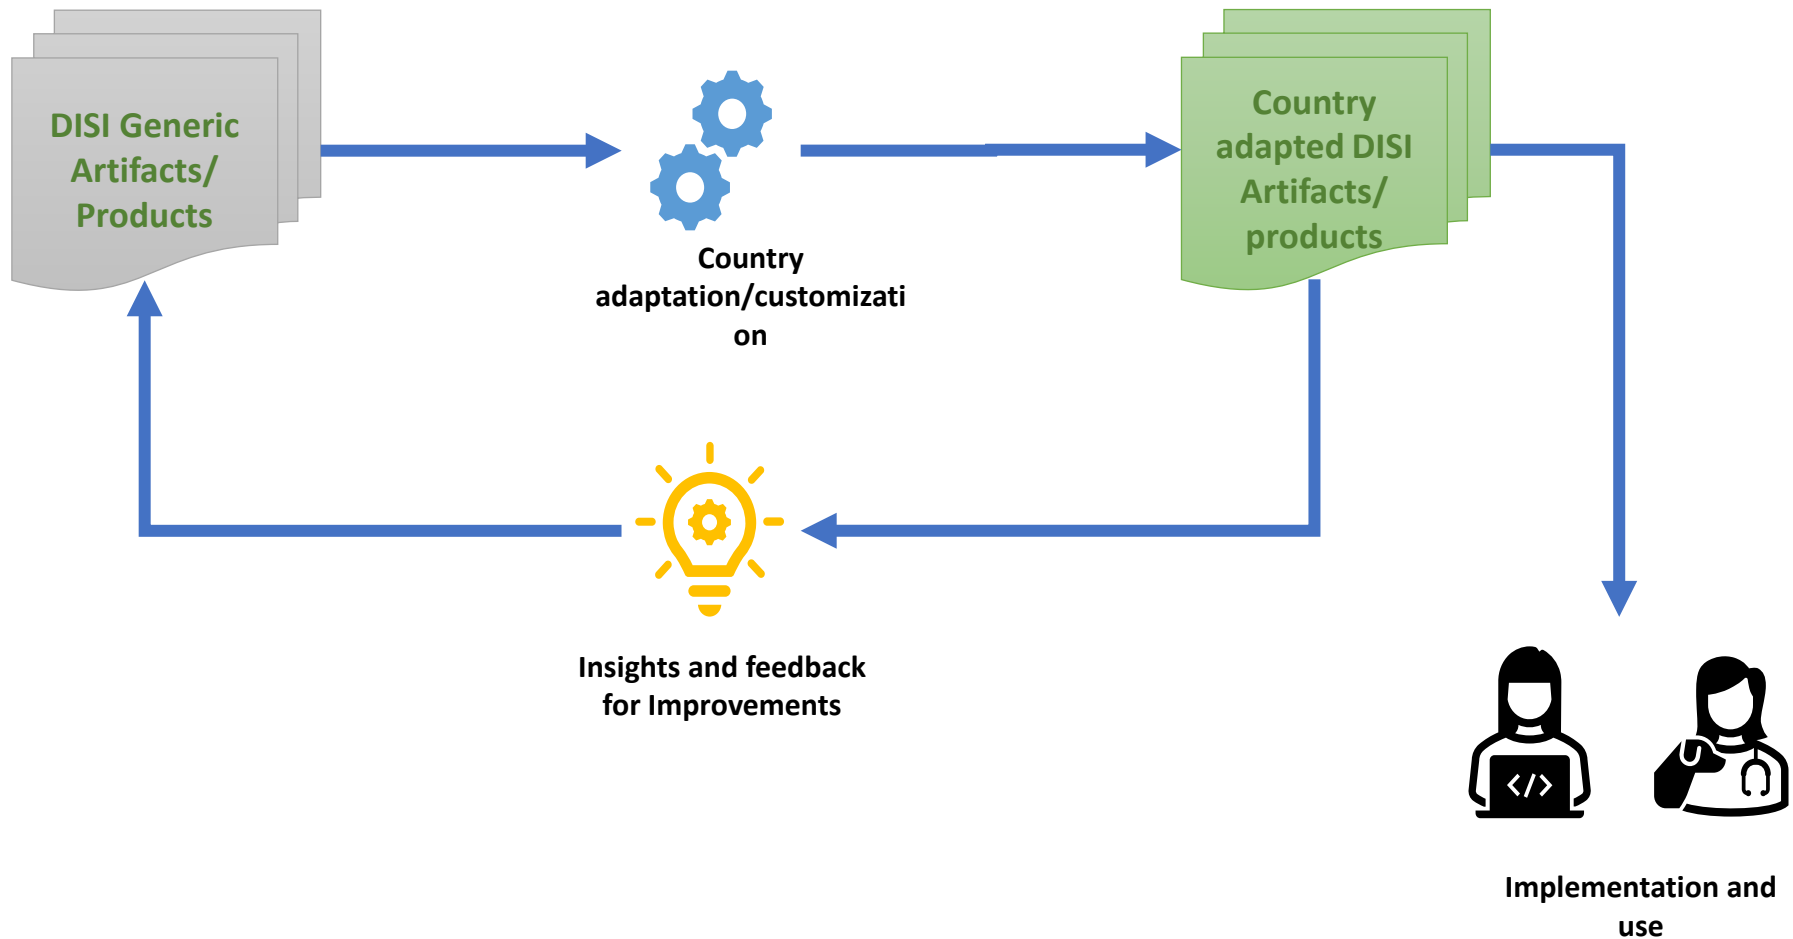 DISI Generic
Artifacts/
Products
Country
adaptation/customizati
on
Country
adapted DISI
Artifacts/
products
Insights and feedback
for Improvements
</>
Implementation and
use